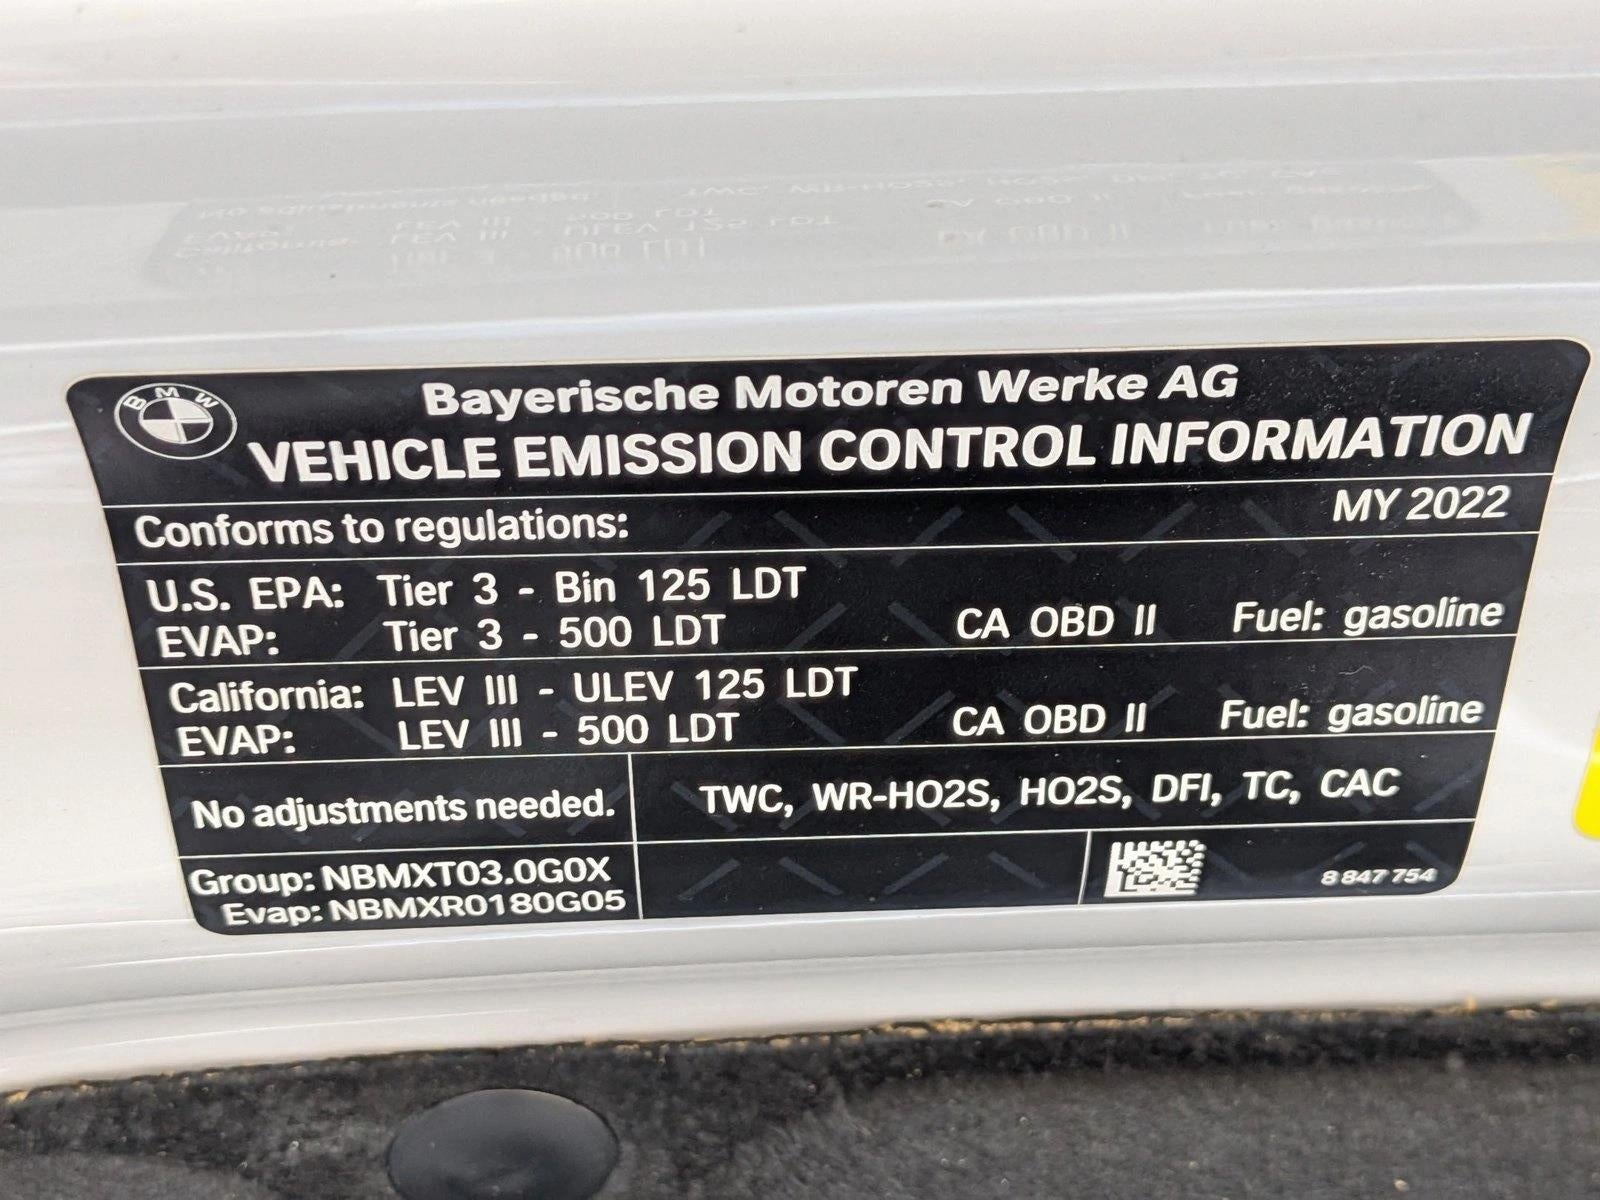 BMW
Bayerische Motoren Werke AG
VEHICLE EMISSION CONTROL INFORMATION
Conforms to regulations: MY 2022
U.S. EPA: Tier 3 - Bin 125 LDT
EVAP: Tier 3 - 500 LDT CA OBD II Fuel: gasoline
California: LEV III - ULEV 125 LDT
EVAP: LEV III - 500 LDT CA OBD II Fuel: gasoline
No adjustments needed. TWC, WR-HO2S, HO2S, DFI, TC, CAC
Group: NBMXT03.0G0X
Evap: NBMXR0180G05 8 847 754